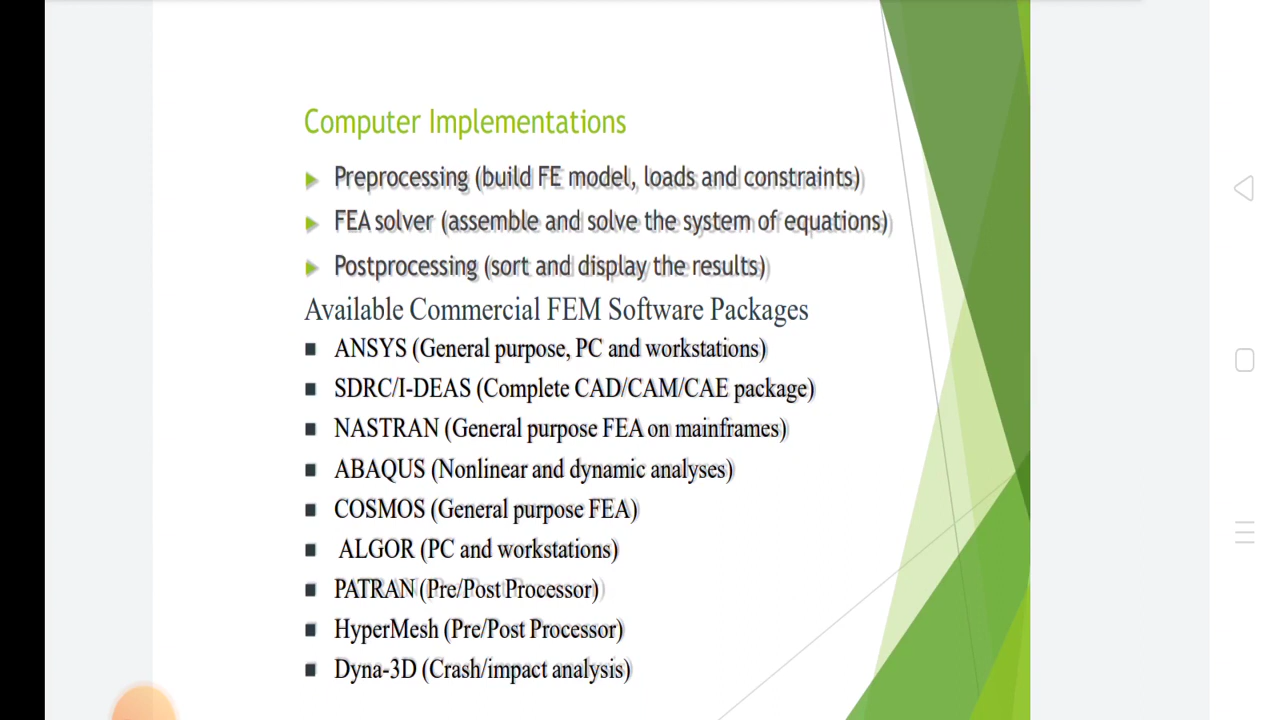 Computer Implementations
Preprocessing (build FE model, loads and constraints)
FEA solver (assemble and solve the system of equations)
Postprocessing (sort and display the results)
Available Commercial FEM Software Packages
ANSYS (General purpose, PC and workstations)
SDRC/I-DEAS (Complete CAD/CAM/CAE package)
NASTRAN (General purpose FEA on mainframes)
ABAQUS (Nonlinear and dynamic analyses)
COSMOS (General purpose FEA)
ALGOR (PC and workstations)
PATRAN (Pre/Post Processor)
HyperMesh (Pre/Post Processor)
Dyna-3D (Crash/impact analysis)